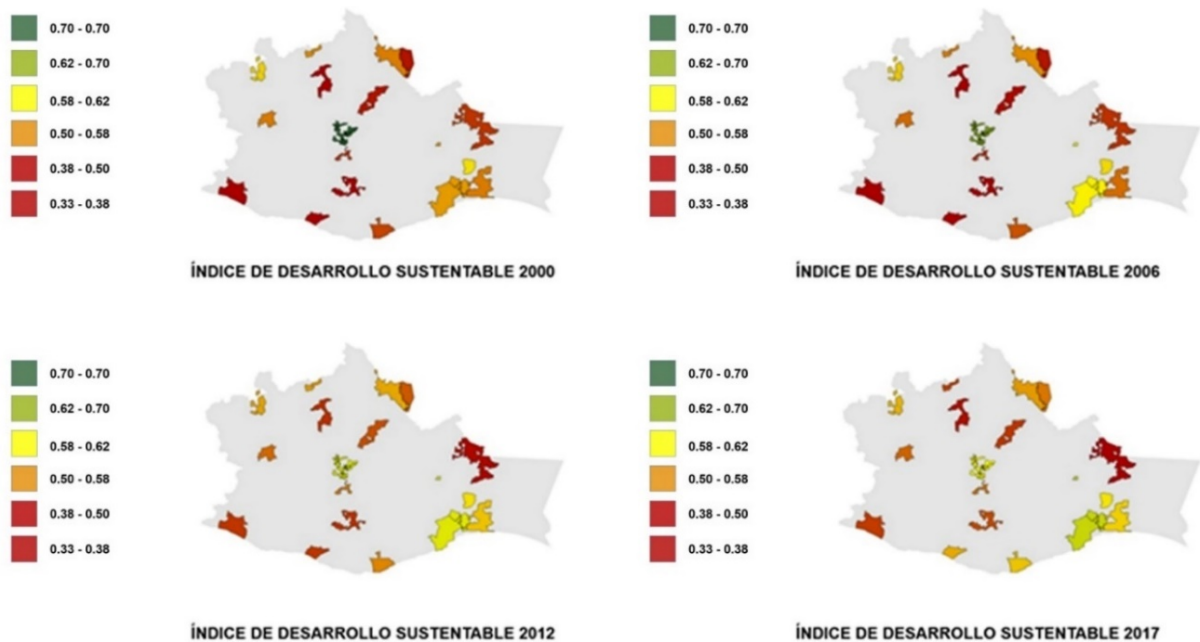 0.70 - 0.70
0.62 - 0.70
0.58 - 0.62
0.50 - 0.58
0.38 - 0.50
0.33 - 0.38
ÍNDICE DE DESARROLLO SUSTENTABLE 2000
0.70 - 0.70
0.62 - 0.70
0.58 - 0.62
0.50 - 0.58
0.38 - 0.50
0.33 - 0.38
ÍNDICE DE DESARROLLO SUSTENTABLE 2006
0.70 - 0.70
0.62 - 0.70
0.58 - 0.62
0.50 - 0.58
0.38 - 0.50
0.33 - 0.38
ÍNDICE DE DESARROLLO SUSTENTABLE 2012
0.70 - 0.70
0.62 - 0.70
0.58 - 0.62
0.50 - 0.58
0.38 - 0.50
0.33 - 0.38
ÍNDICE DE DESARROLLO SUSTENTABLE 2017